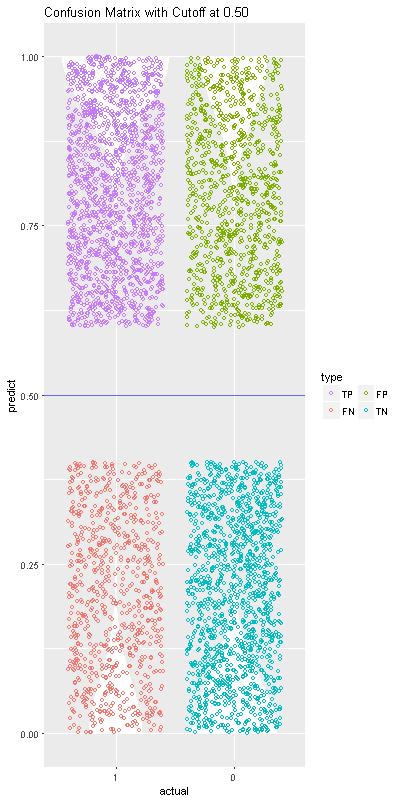 Confusion Matrix with Cutoff at 0.50
1.00
0.75
0.50
0.25
0.00
predict
1
0
actual
type
TP FP
FN TN